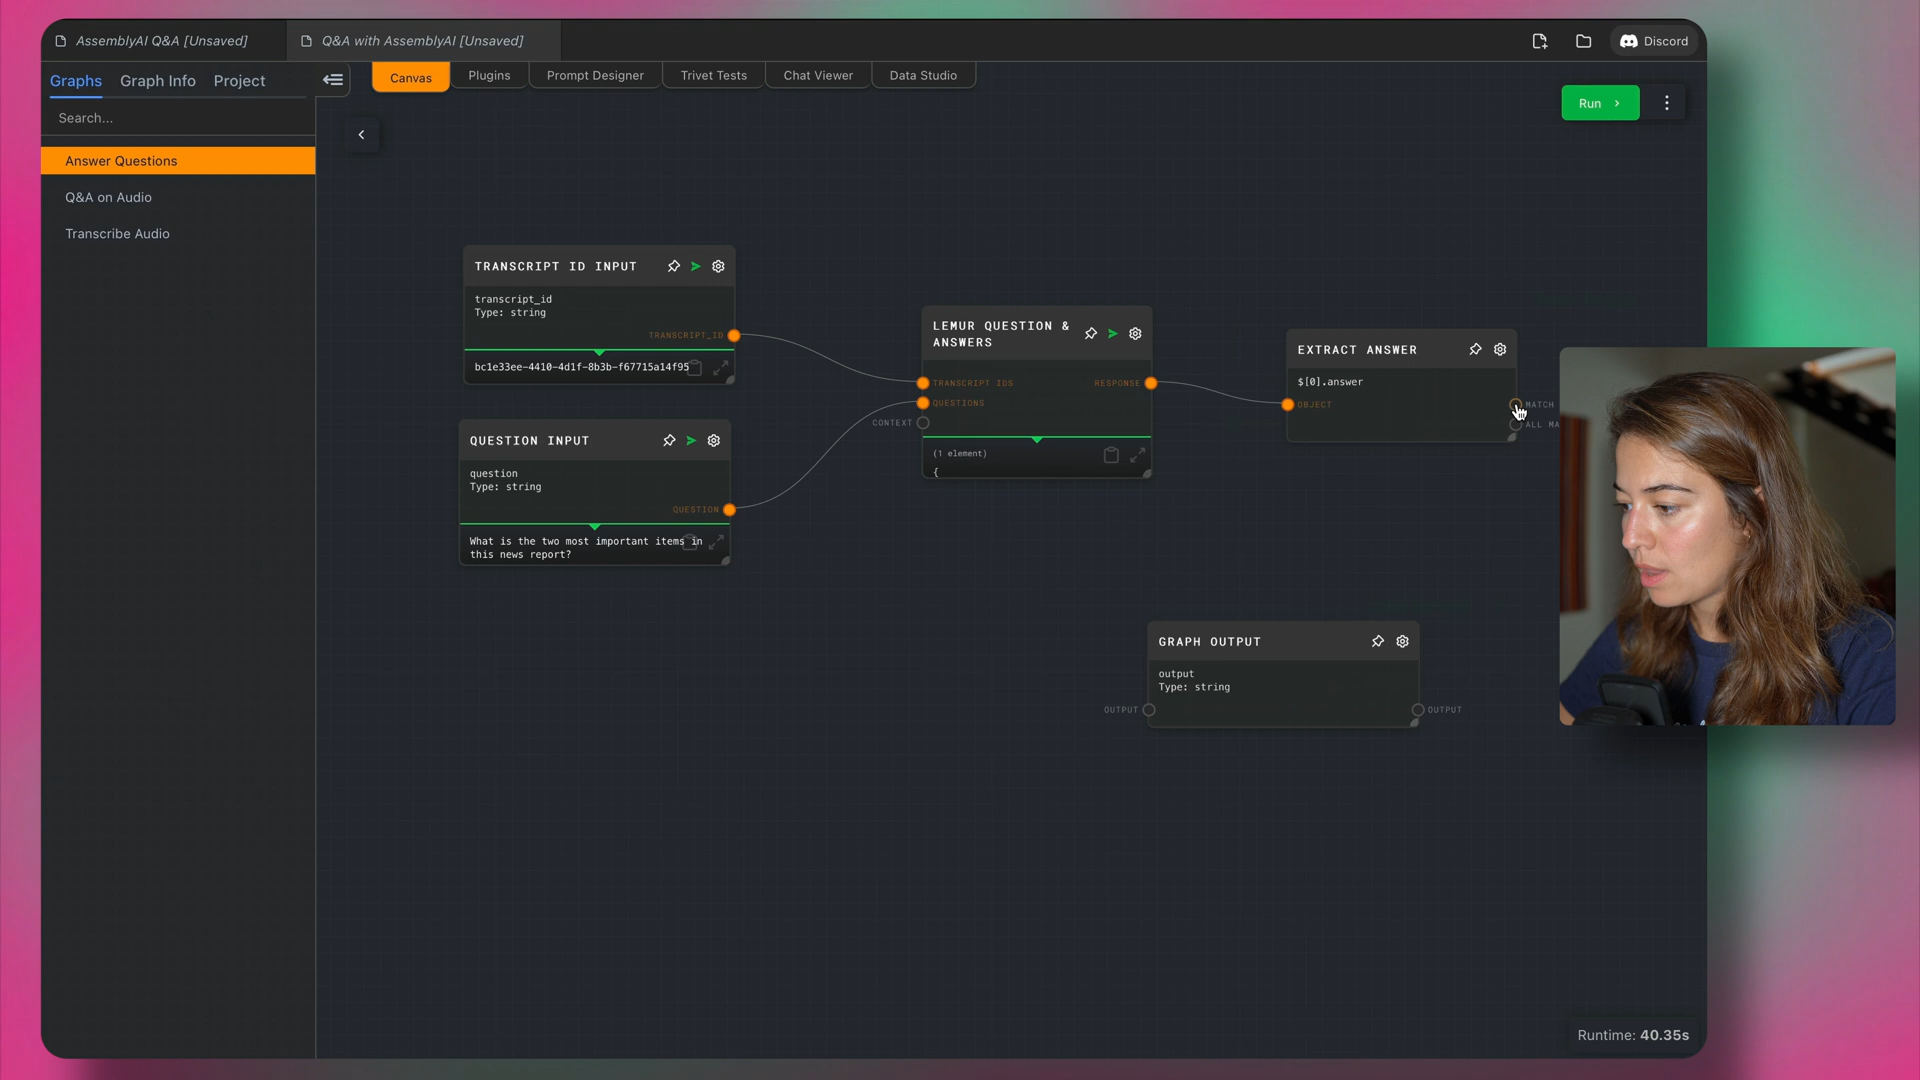 AssemblyAI Q&A [Unsaved]
Q&A with AssemblyAI [Unsaved]
Discord
Graphs
Graph Info
Project
Canvas
Plugins
Prompt Designer
Trivet Tests
Chat Viewer
Data Studio
Search...
Run
Answer Questions
Q&A on Audio
Transcribe Audio
TRANSCRIPT ID INPUT
transcript_id
Type: string
TRANSCRIPT_ID
bc1e33ee-4410-4d1f-8b3b-f67715a14f95
QUESTION INPUT
question
Type: string
QUESTION
What is the two most important items in
this news report?
LEMUR QUESTION &
ANSWERS
TRANSCRIPT IDS
RESPONSE
QUESTIONS
CONTEXT
(1 element)
{
EXTRACT ANSWER
$[0].answer
OBJECT
MATCH
ALL MA
GRAPH OUTPUT
output
Type: string
OUTPUT
OUTPUT
Runtime: 40.35s